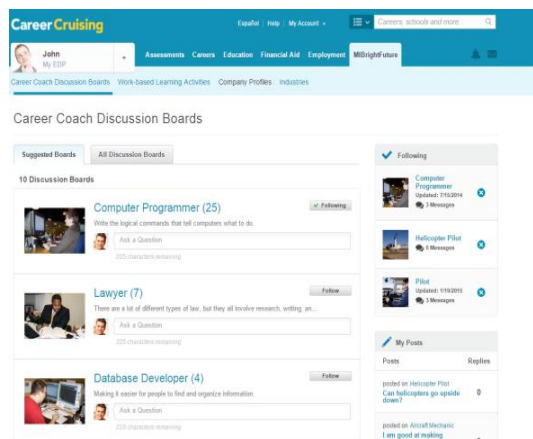 CareerCruising
Español | Help | My Account
Careers, schools and more
John
My EDP
Assessments Careers Education Financial Aid Employment MIBrightFuture
Career Coach Discussion Boards Work-based Learning Activities Company Profiles Industries
Career Coach Discussion Boards
Suggested Boards All Discussion Boards
10 Discussion Boards
Computer Programmer (25)
Following
Write the logical commands that tell computers what to do.
Ask a Question
225 characters remaining
Lawyer (7)
Follow
There are a lot of different types of law, but they all involve research, writing, an...
Ask a Question
225 characters remaining
Database Developer (4)
Follow
Making it easier for people to find and organize information.
Ask a Question
225 characters remaining
Following
Computer
Programmer
Updated: 7/15/2014
3 Messages
Helicopter Pilot
Messages
Pilot
Updated: 1/19/2015
3 Messages
My Posts
Posts Replies
posted on Helicopter Pilot
Can helicopters go upside
down?
0
posted on Aircraft Mechanic
I am good at making